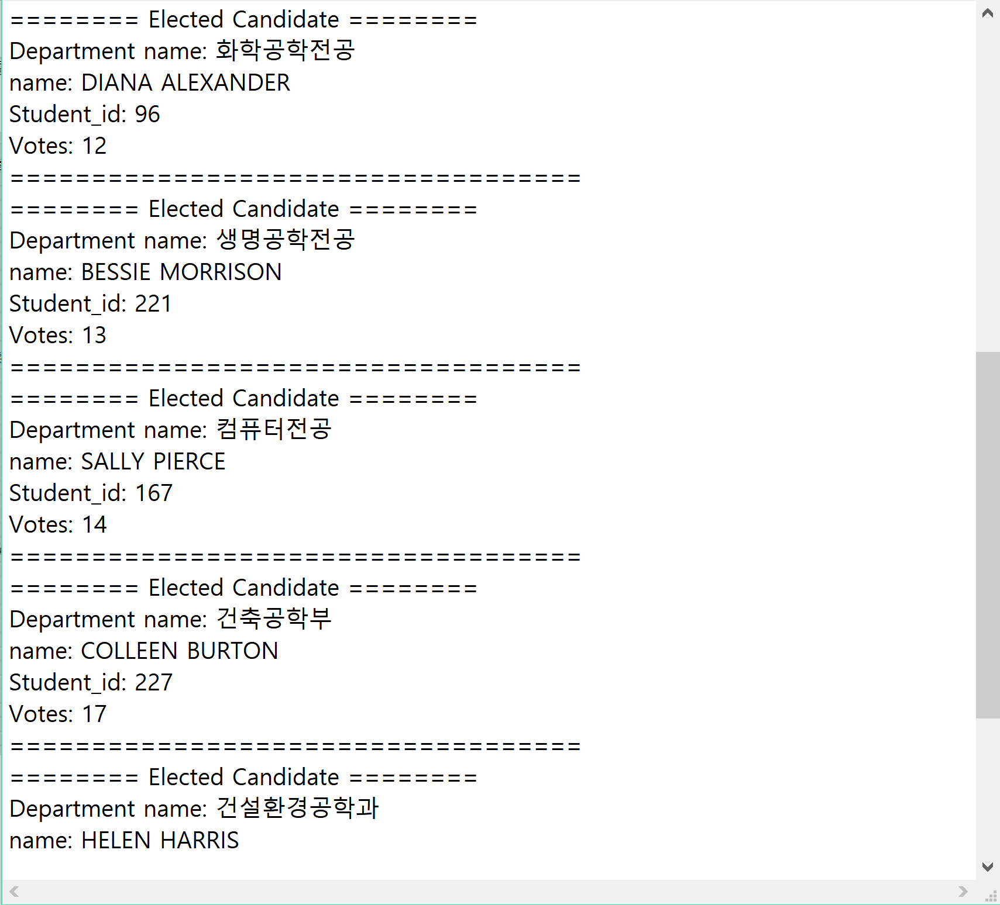 ======== Elected Candidate ========
Department name: 화학공학전공
name: DIANA ALEXANDER
Student_id: 96
Votes: 12
===================================
======== Elected Candidate ========
Department name: 생명공학전공
name: BESSIE MORRISON
Student_id: 221
Votes: 13
===================================
======== Elected Candidate ========
Department name: 컴퓨터전공
name: SALLY PIERCE
Student_id: 167
Votes: 14
===================================
======== Elected Candidate ========
Department name: 건축공학부
name: COLLEEN BURTON
Student_id: 227
Votes: 17
===================================
======== Elected Candidate ========
Department name: 건설환경공학과
name: HELEN HARRIS